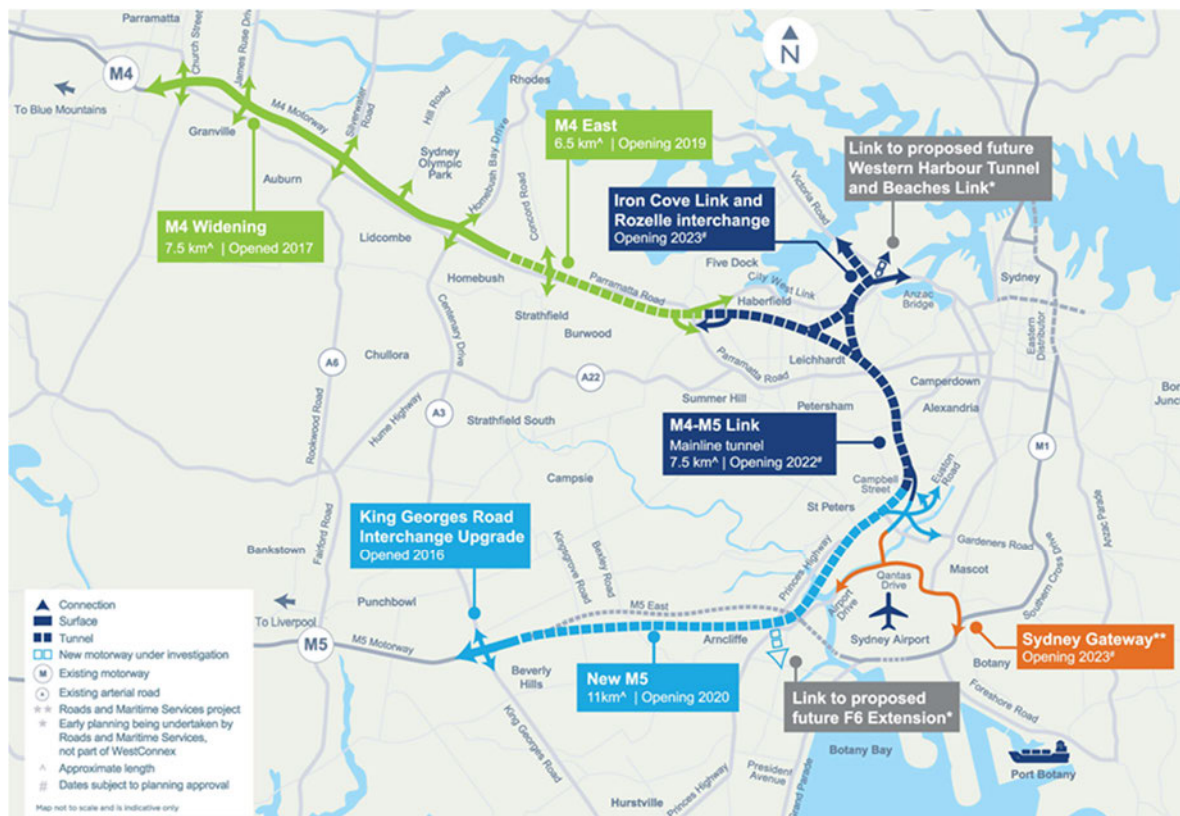 Parramatta
Church Street
James Ruse Drive
M4
To Blue Mountains
Granville
M4 Motorway
Silverwater
Road
Hill Road
Rhodes
Auburn
Sydney
Olympic
Park
Homebush Bay Drive
M4 East
6.5 km^ | Opening 2019
Concord Road
N
Victoria Road
Link to proposed future
Western Harbour Tunnel
and Beaches Link*
Iron Cove Link and
Rozelle interchange
Opening 2023#
M4 Widening
7.5 km^ | Opened 2017
Lidcombe
Homebush
Five Dock
City West Link
Haberfield
Parramatta Road
Anzac
Bridge
Sydney
Eastern
Distributor
Strathfield
Burwood
Centenary Drive
Chullora
A6
A22
A3
Leichhardt
Parramatta Road
Summer Hill
Petersham
Camperdown
Alexandria
Hume Highway
Strathfield South
Rookwood Road
M4-M5 Link
Mainline tunnel
7.5 km^ | Opening 2022#
M1
Campsie
Campbell
Street
Euston
Road
St Peters
Anzac Parade
King Georges Road
Interchange Upgrade
Opened 2016
Bankstown
Fairford Road
Kingsgrove Road
Bexley Road
Princes Highway
Gardeners Road
Mascot
Southern Cross Drive
Qantas
Drive
Airport
Drive
Punchbowl
M5 East
To Liverpool
M5
M5 Motorway
Arncliffe
Sydney Airport
Sydney Gateway**
Opening 2023#
Botany
Beverly
Hills
New M5
11km^ | Opening 2020
Link to proposed
future F6 Extension*
Foreshore Road
King Georges Road
Botany Bay
Port Botany
President
Avenue
Princes Highway
Grand Parade
Hurstville
Connection
Surface
Tunnel
New motorway under investigation
M Existing motorway
Existing arterial road
** Roads and Maritime Services project
* Early planning being undertaken by
Roads and Maritime Services,
not part of WestConnex
^ Approximate length
# Dates subject to planning approval
Map not to scale and is indicative only